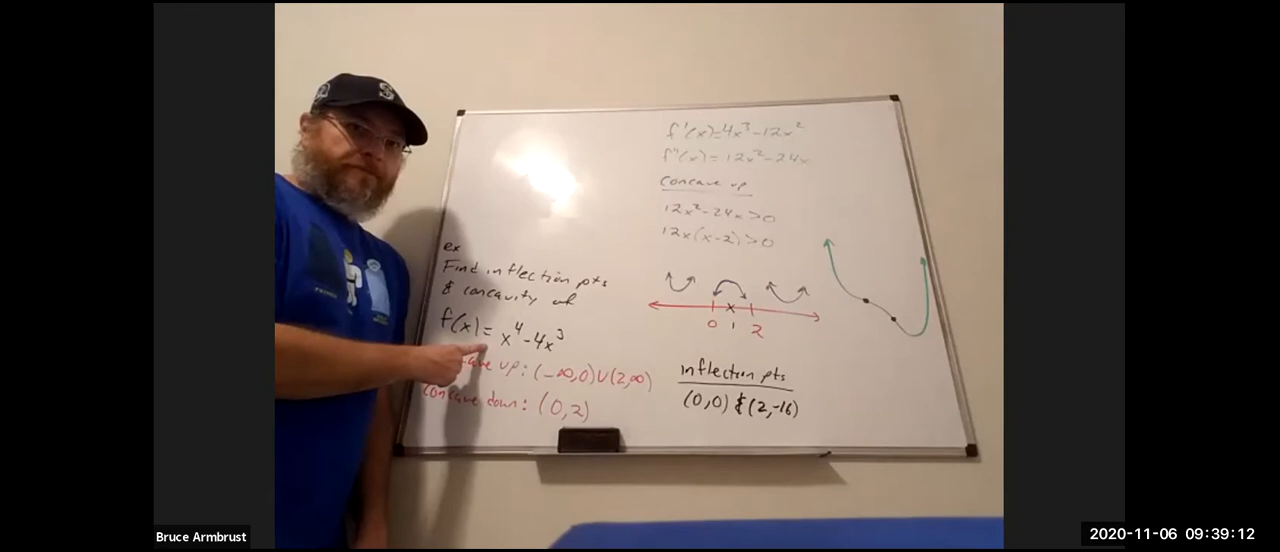 S
f'(x)=4x³-12x²
f''(x)=12x²-24x
Concave up
12x²-24x>0
12x(x-2)>0
ex
Find inflection pts
& concavity of
f(x)=x⁴-4x³
up: (-∞,0)∪(2,∞)
concave down: (0,2)
0 1 2
inflection pts
(0,0) & (2,-16)
Bruce Armbrust
2020-11-06 09:39:12